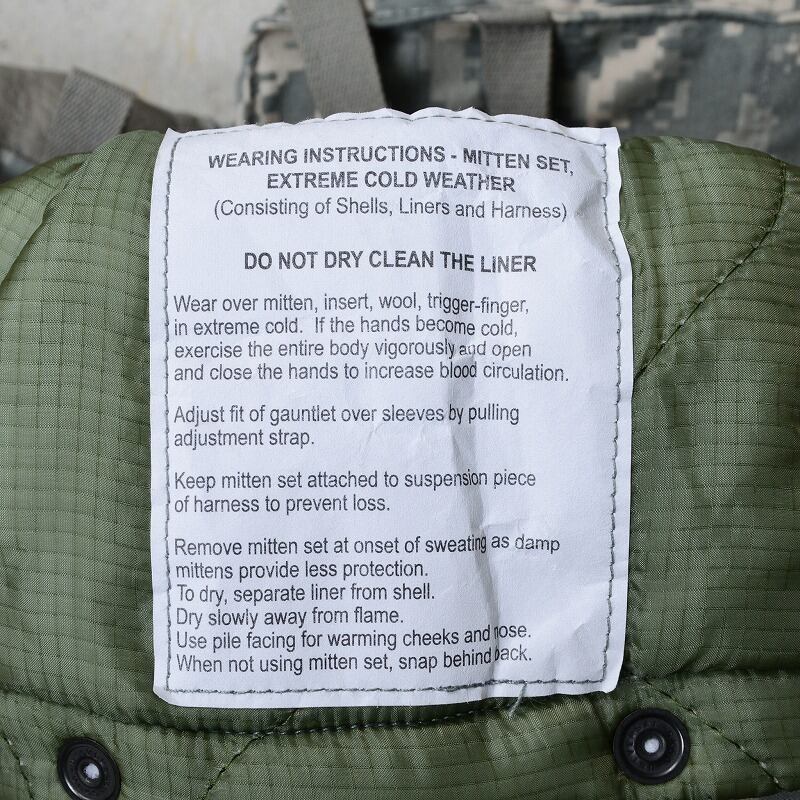 WEARING INSTRUCTIONS - MITTEN SET,
EXTREME COLD WEATHER
(Consisting of Shells, Liners and Harness)
DO NOT DRY CLEAN THE LINER
Wear over mitten, insert, wool, trigger-finger,
in extreme cold. If the hands become cold,
exercise the entire body vigorously and open
and close the hands to increase blood circulation.
Adjust fit of gauntlet over sleeves by pulling
adjustment strap.
Keep mitten set attached to suspension piece
of harness to prevent loss.
Remove mitten set at onset of sweating as damp
mittens provide less protection.
To dry, separate liner from shell.
Dry slowly away from flame.
Use pile facing for warming cheeks and nose.
When not using mitten set, snap behind back.